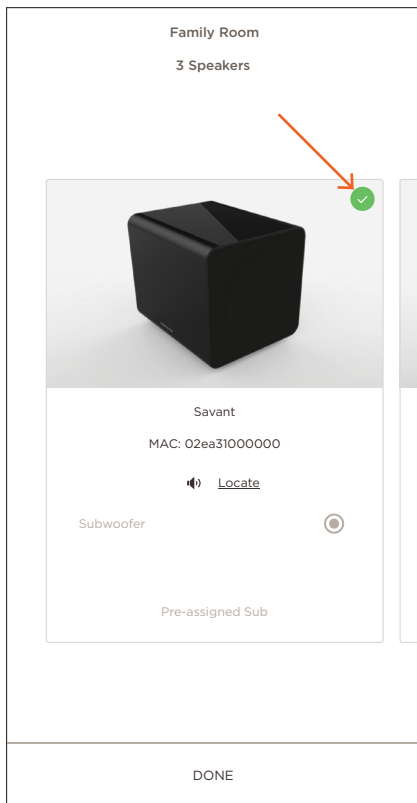 Family Room
3 Speakers
Savant
MAC: 02ea31000000
Locate
Subwoofer
Pre-assigned Sub
DONE